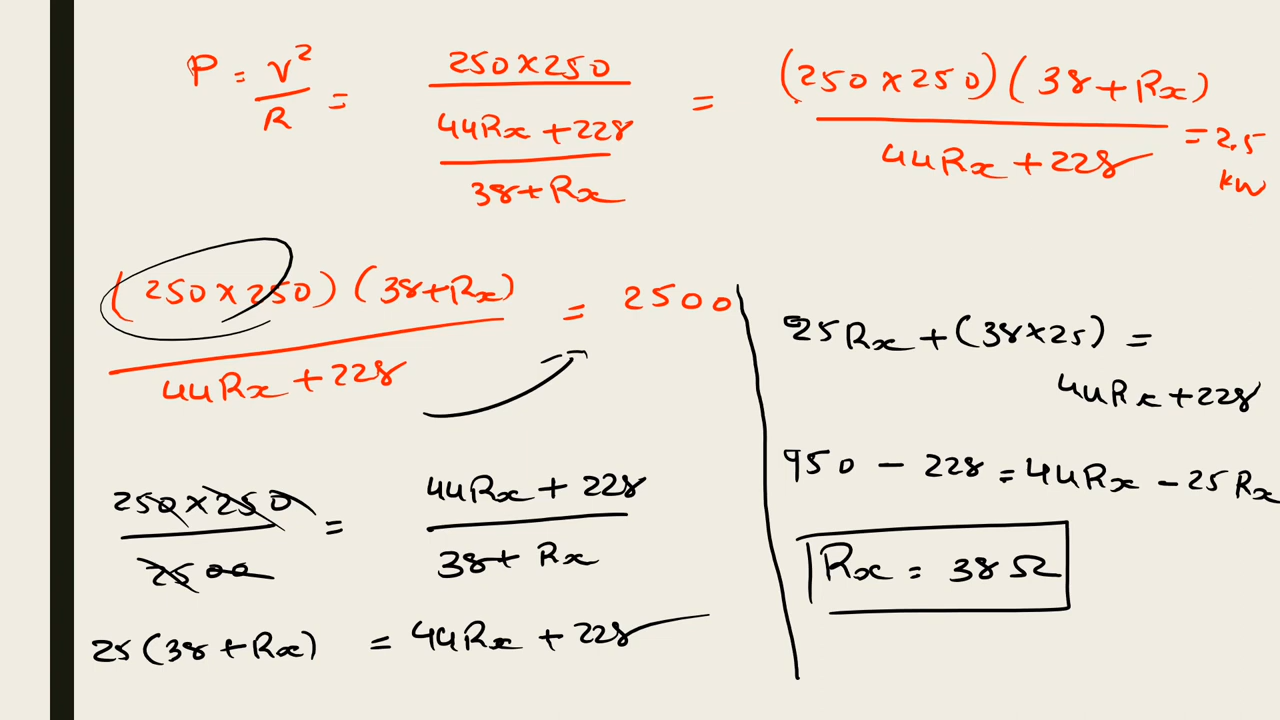 P = V²/R = 250×250 / (44Rx + 228 / 38+Rx) = (250×250)(38+Rx) / 44Rx + 228 = 2.5 kW
(250×250)(38+Rx) / 44Rx + 228 = 2500
250×250 / 2500 = 44Rx + 228 / 38+ Rx
25(38+Rx) = 44Rx + 228
25Rx + (38×25) =
44Rx + 228
950 - 228 = 44Rx - 25Rx
Rx = 38Ω